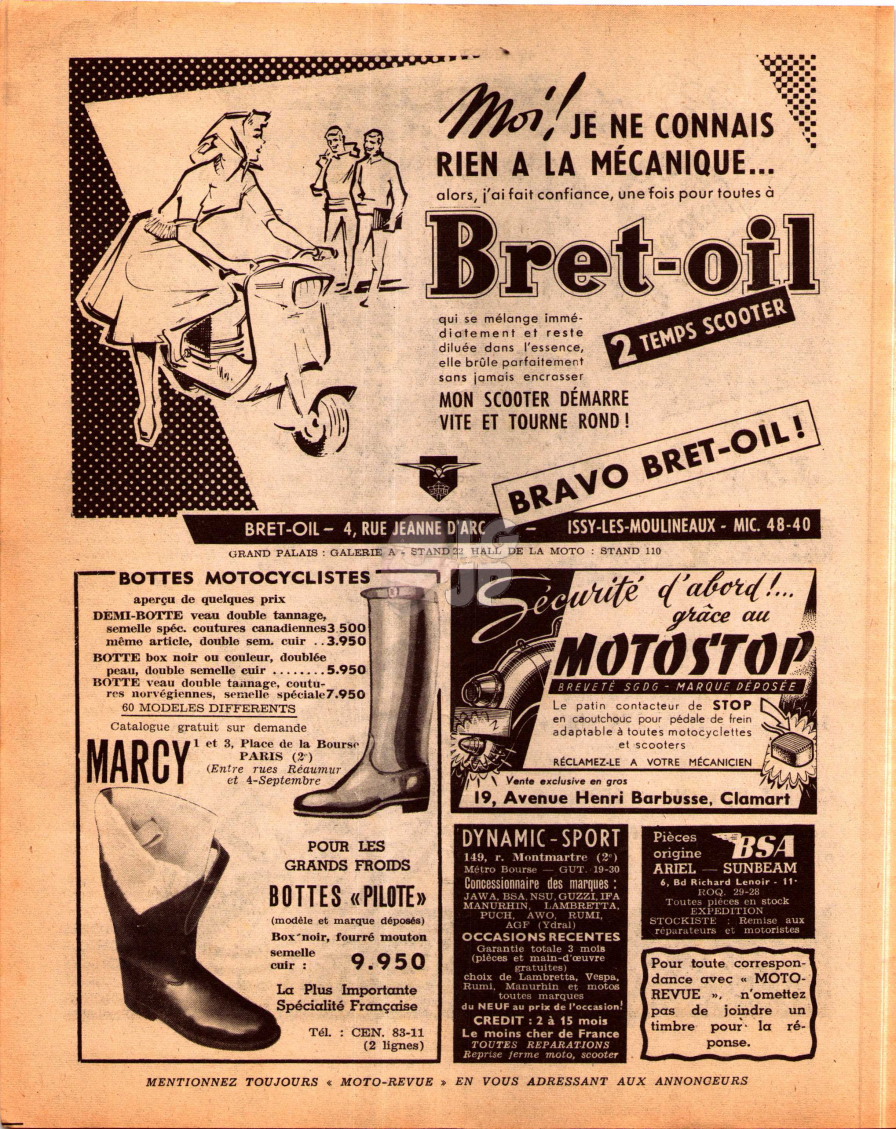 Moi! JE NE CONNAIS
RIEN A LA MÉCANIQUE...
alors, j'ai fait confiance, une fois pour toutes à
Bret-oil
2 TEMPS SCOOTER
qui se mélange immé-
diatement et reste
diluée dans l'essence,
elle brûle parfaitement
sans jamais encrasser
MON SCOOTER DÉMARRE
VITE ET TOURNE ROND !
BRAVO BRET-OIL !
BRET-OIL – 4, RUE JEANNE D'ARC – ISSY-LES-MOULINEAUX - MIC. 48-40
GRAND PALAIS : GALERIE A - STAND 22 HALL DE LA MOTO : STAND 110
BOTTES MOTOCYCLISTES
aperçu de quelques prix
DEMI-BOTTE veau double tannage,
semelle spéc. coutures canadiennes 3 500
même article, double sem. cuir .. 3.950
BOTTE box noir ou couleur, doublée
peau, double semelle cuir ........ 5.950
BOTTE veau double tannage, coutu-
res norvégiennes, semelle spéciale 7.950
60 MODELES DIFFERENTS
Catalogue gratuit sur demande
MARCY
1 et 3, Place de la Bourse
PARIS (2e)
(Entre rues Réaumur
et 4-Septembre
POUR LES
GRANDS FROIDS
BOTTES «PILOTE»
(modèle et marque déposés)
Box noir, fourré mouton
semelle
cuir : 9.950
La Plus Importante
Spécialité Française
Tél. : CEN. 83-11
(2 lignes)
Sécurité d'abord !...
grâce au
MOTOSTOP
BREVETÉ SGDG - MARQUE DÉPOSÉE
Le patin contacteur de STOP
en caoutchouc pour pédale de frein
adaptable à toutes motocyclettes
et scooters
RÉCLAMEZ-LE A VOTRE MÉCANICIEN
Vente exclusive en gros
19, Avenue Henri Barbusse, Clamart
DYNAMIC-SPORT
149, r. Montmartre (2e)
Métro Bourse — GUT. 19-30
Concessionnaire des marques :
JAWA, BSA, NSU, GUZZI, IFA
MANURHIN, LAMBRETTA,
PUCH, AWO, RUMI,
AGF (Ydral)
OCCASIONS RECENTES
Garantie totale 3 mois
(pièces et main-d'œuvre
gratuites)
choix de Lambretta, Vespa,
Rumi, Manurhin et motos
toutes marques
du NEUF au prix de l'occasion!
CREDIT : 2 à 15 mois
Le moins cher de France
TOUTES REPARATIONS
Reprise ferme moto, scooter
Pièces
origine BSA
ARIEL — SUNBEAM
6, Bd Richard Lenoir - 11e
ROQ. 29-28
Toutes pièces en stock
EXPEDITION
STOCKISTE : Remise aux
réparateurs et motoristes
Pour toute correspon-
dance avec « MOTO-
REVUE », n'omettez
pas de joindre un
timbre pour la ré-
ponse.
MENTIONNEZ TOUJOURS « MOTO-REVUE » EN VOUS ADRESSANT AUX ANNONCEURS